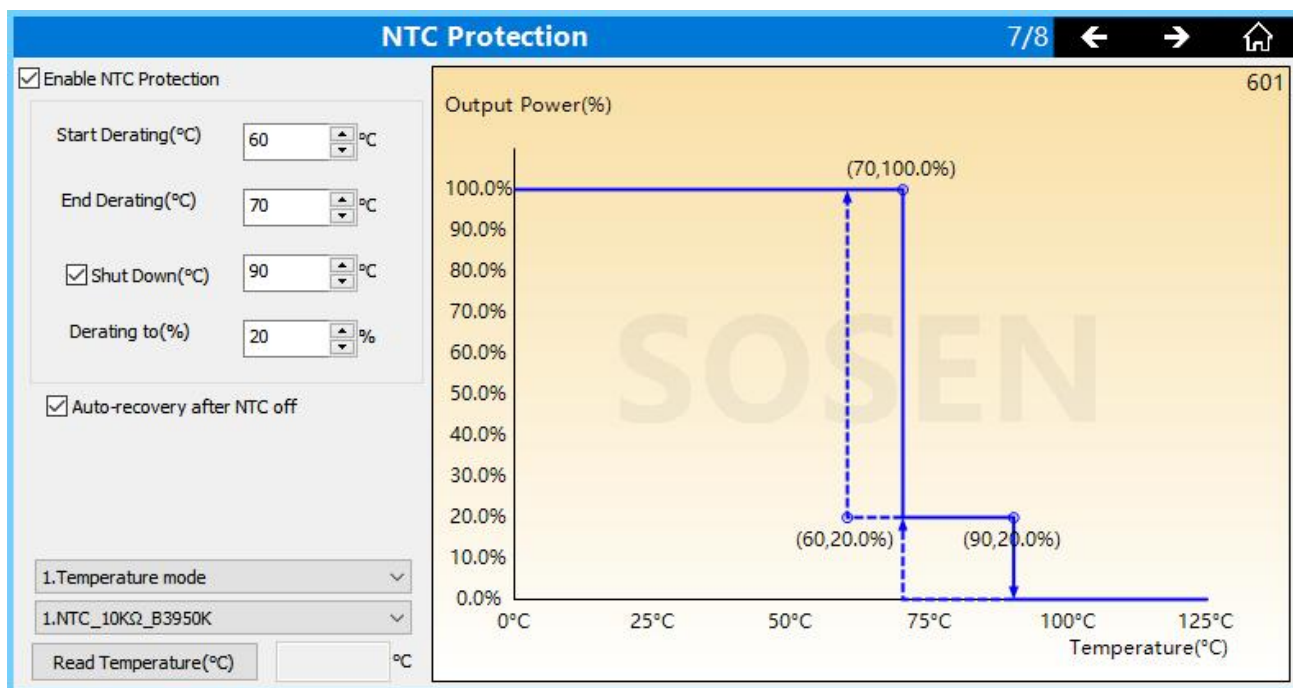 NTC Protection
7/8
Enable NTC Protection
Start Derating(°C) 60 °C
End Derating(°C) 70 °C
Shut Down(°C) 90 °C
Derating to(%) 20 %
Auto-recovery after NTC off
1.Temperature mode
1.NTC_10KΩ_B3950K
Read Temperature(°C) °C
601
Output Power(%)
(70,100.0%)
100.0%
90.0%
80.0%
70.0%
60.0%
50.0%
40.0%
30.0%
20.0%
10.0%
0.0%
SOSEN
(60,20.0%) (90,20.0%)
0°C 25°C 50°C 75°C 100°C 125°C
Temperature(°C)